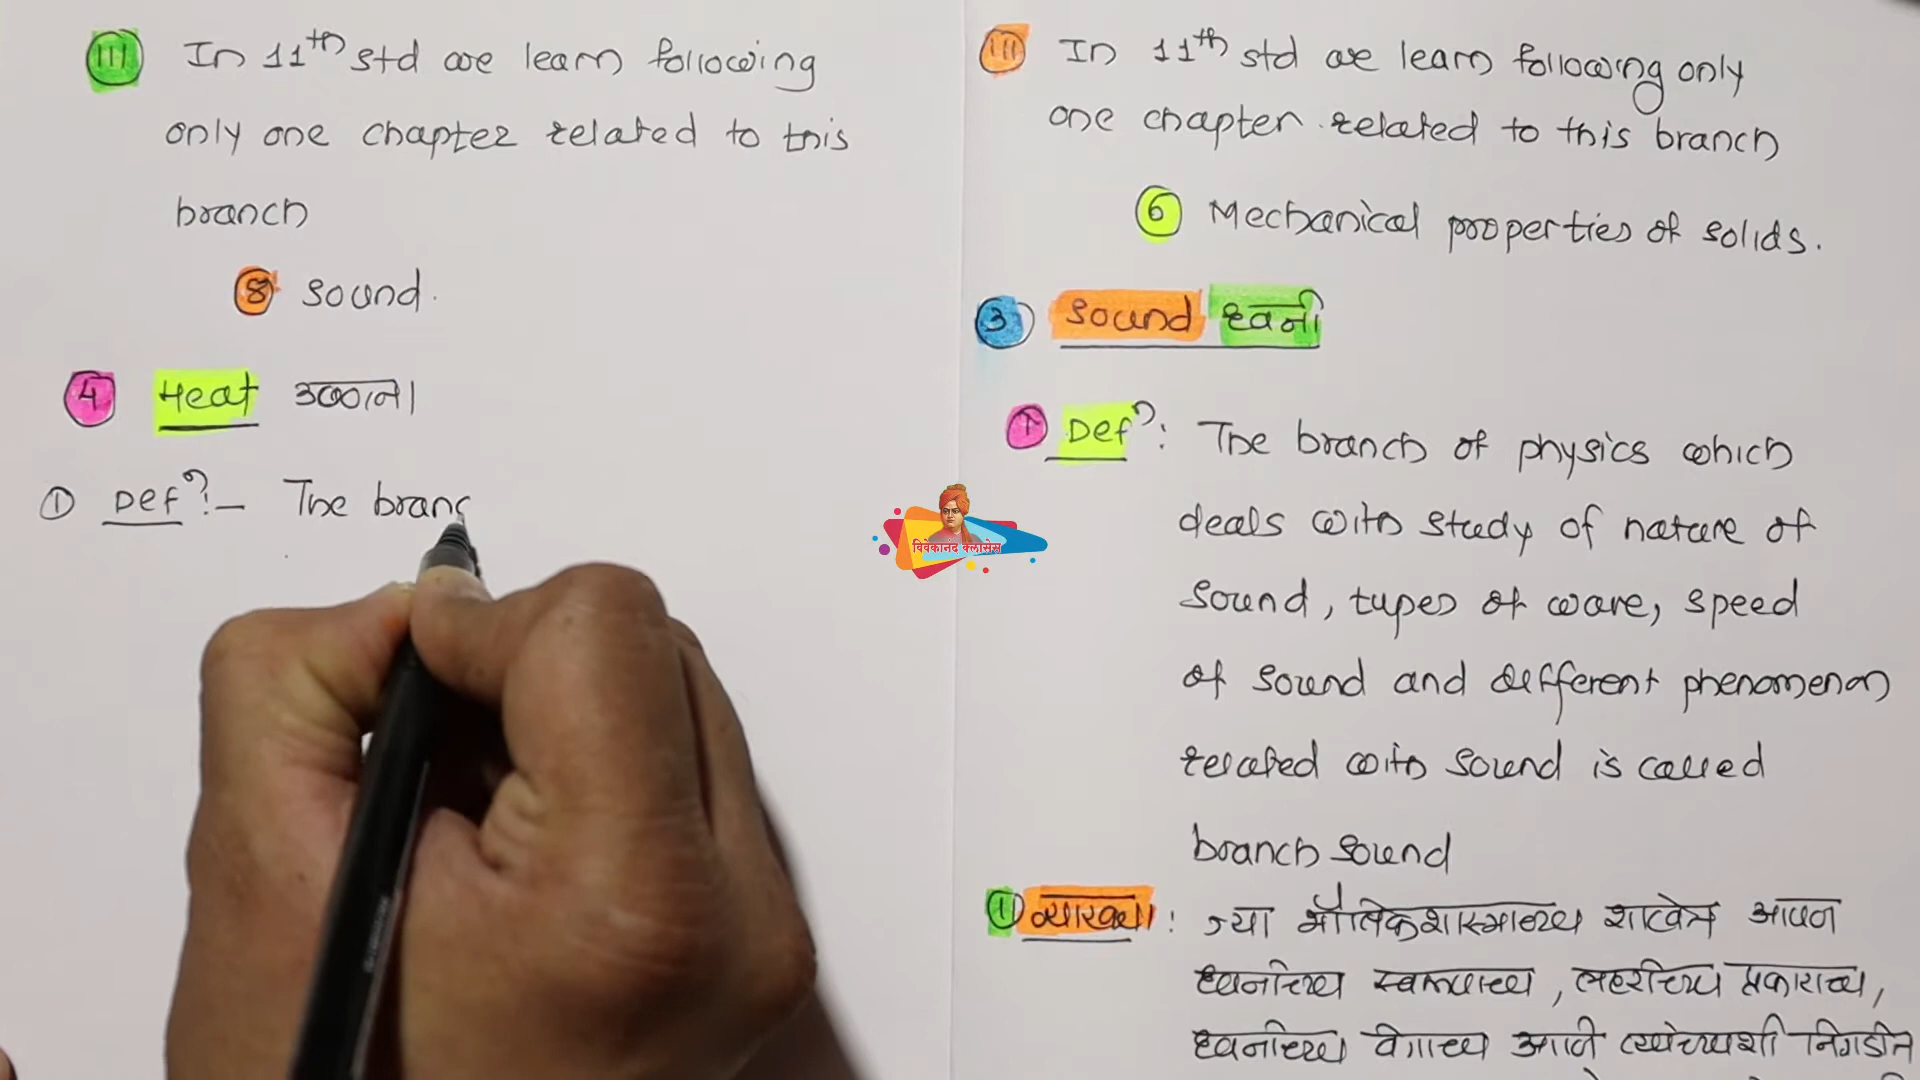 III In 11th std we learn following
only one chapter related to this
branch
8 Sound.
4 Heat उष्णता
1 Defn:- The branc
विवेकानंद क्लासेस
III In 11th std we learn following only
one chapter related to this branch
6 Mechanical properties of solids.
3 Sound ध्वनी
1 Defn: The branch of physics which
deals with study of nature of
sound, types of wave, speed
of sound and different phenomenon
related with sound is called
branch sound
1 व्याख्या: ज्या भौतिकशास्त्राच्या शाखेत आपण
ध्वनीच्या स्वरूपाच्या, लहरींच्या प्रकाराच्या,
ध्वनीच्या वेगाच्या आणि त्याच्याशी निगडीत